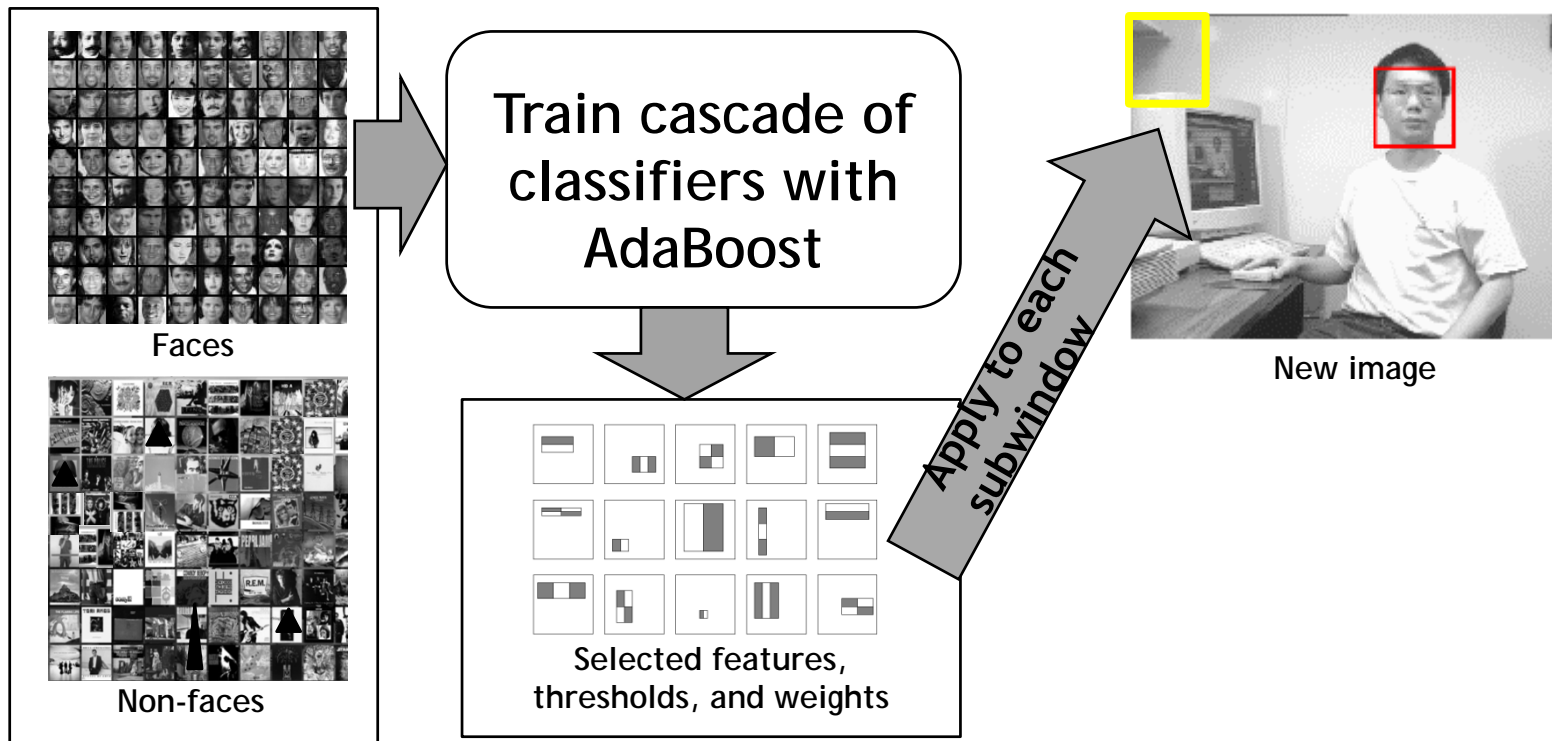 Faces
Non-faces
Train cascade of
classifiers with
AdaBoost
Selected features,
thresholds, and weights
Apply to each
subwindow
New image
R.E.M.